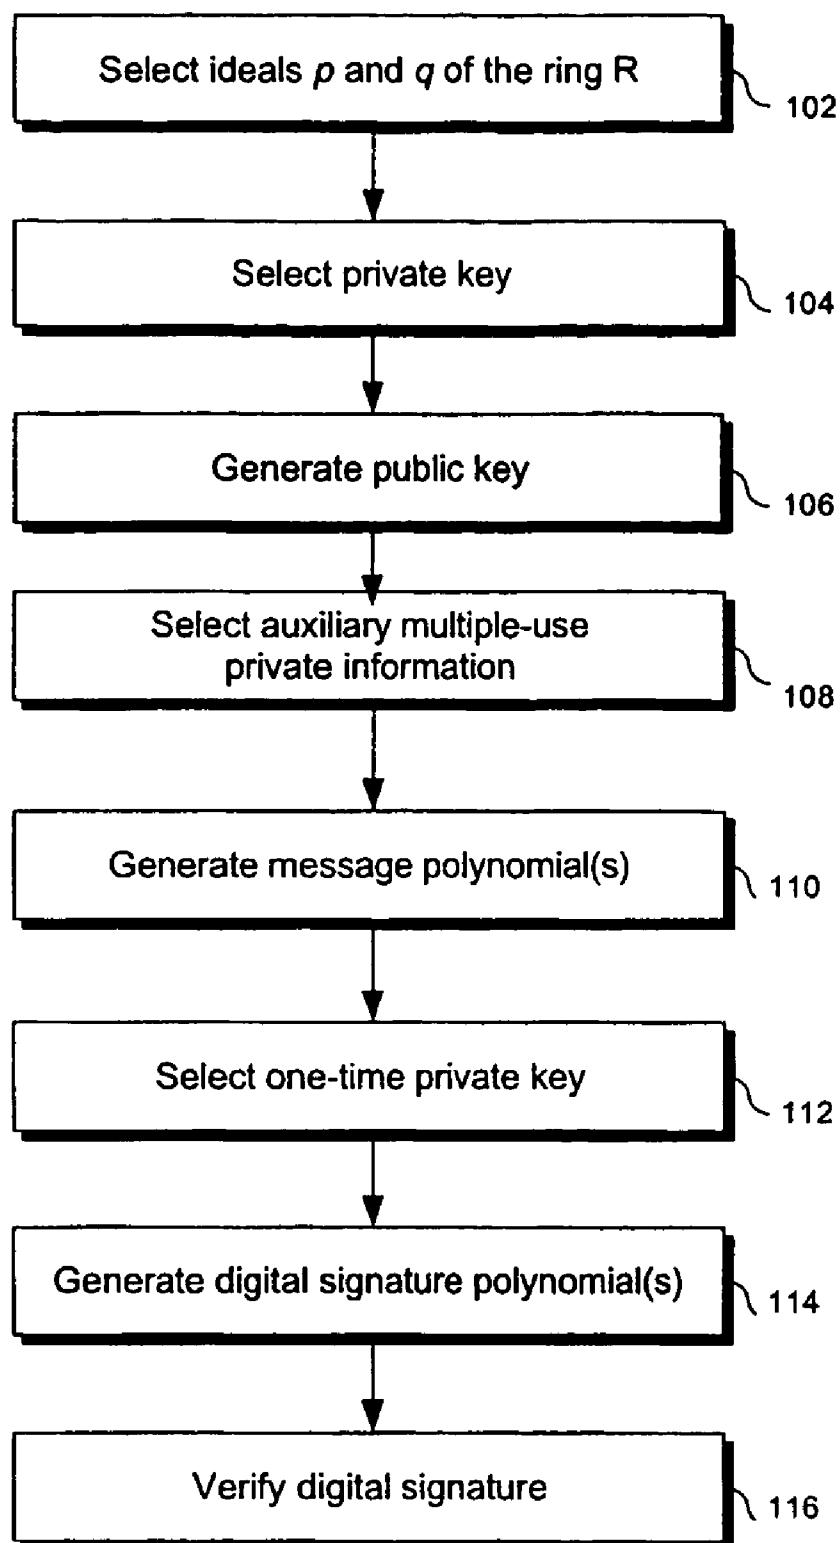 Select ideals p and q of the ring R
102
Select private key
104
Generate public key
106
Select auxiliary multiple-use
private information
108
Generate message polynomial(s)
110
Select one-time private key
112
Generate digital signature polynomial(s)
114
Verify digital signature
116